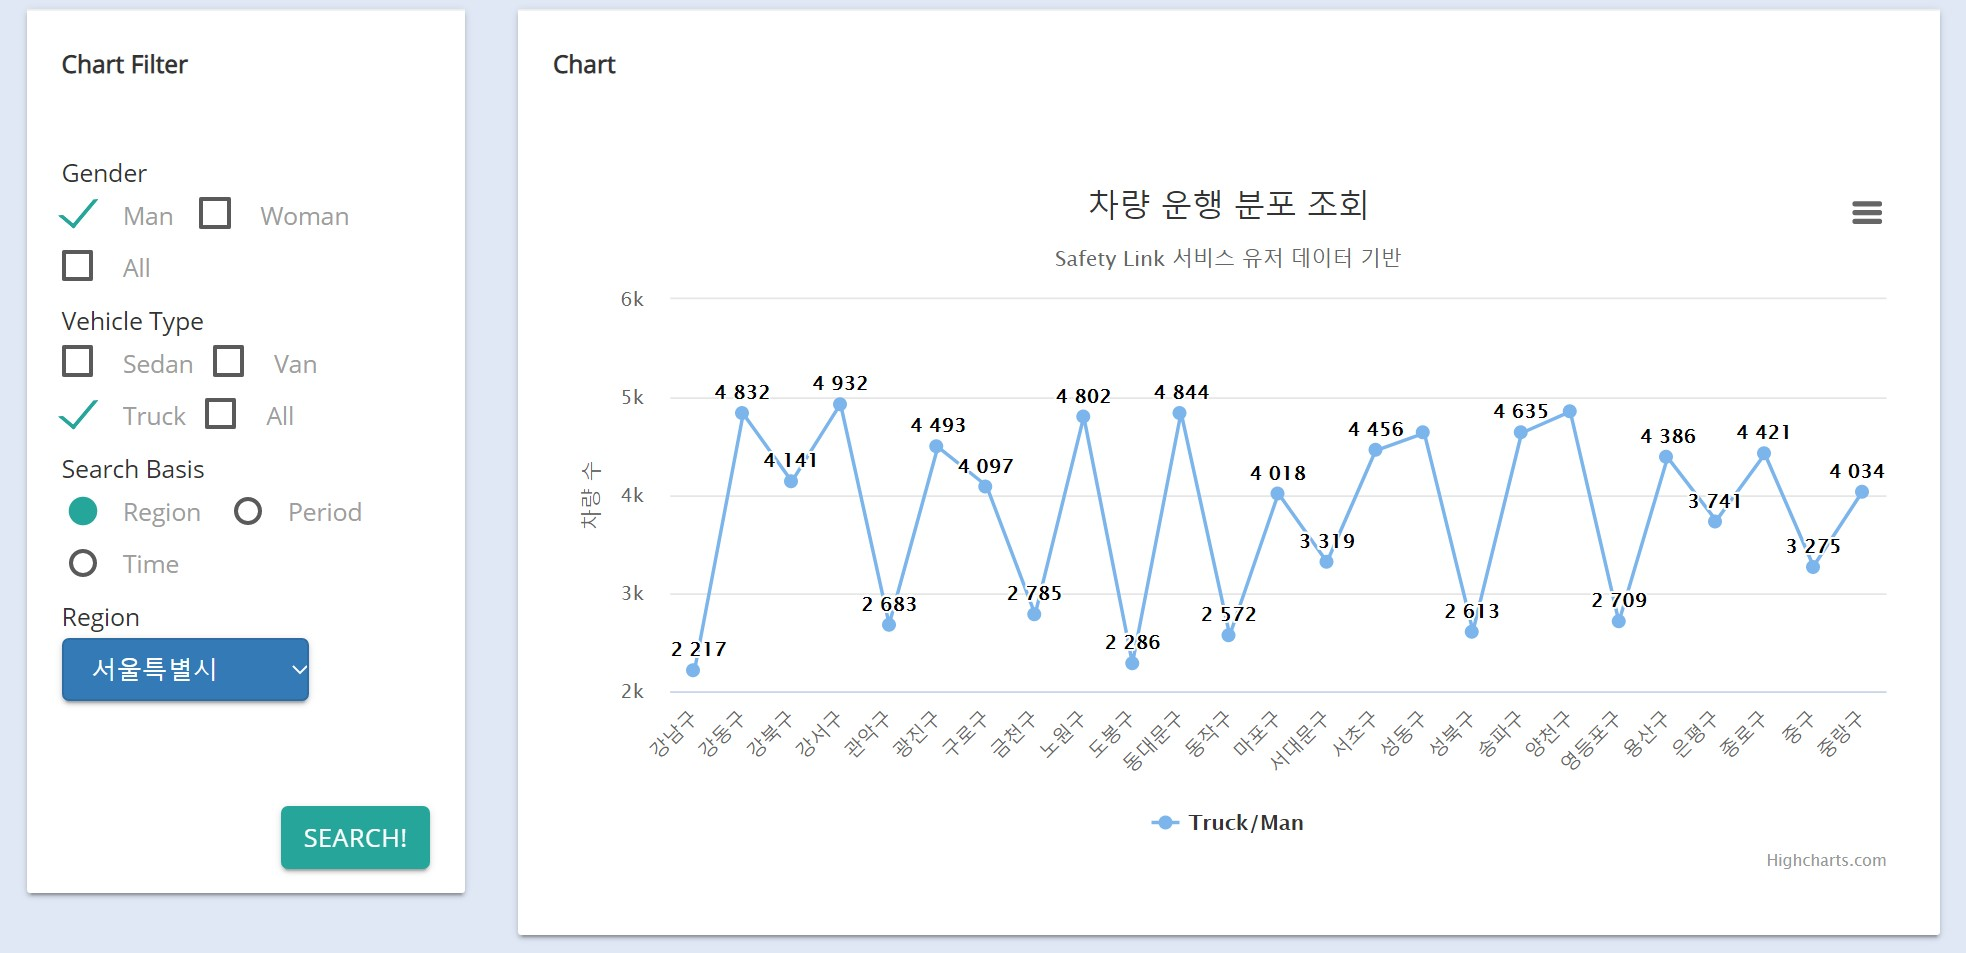 Chart Filter
Gender
Man Woman
All
Vehicle Type
Sedan Van
Truck All
Search Basis
Region Period
Time
Region
서울특별시
SEARCH!
Chart
차량 운행 분포 조회
Safety Link 서비스 유저 데이터 기반
차량 수
6k
5k
4k
3k
2k
2 217
4 832
4 141
4 932
2 683
4 493
4 097
2 785
4 802
2 286
4 844
2 572
4 018
3 319
4 456
2 613
4 635
2 709
4 386
3 741
4 421
3 275
4 034
강남구
강동구
강북구
강서구
관악구
광진구
구로구
금천구
노원구
도봉구
동대문구
동작구
마포구
서대문구
서초구
성동구
성북구
송파구
양천구
영등포구
용산구
은평구
종로구
중구
중랑구
Truck/Man
Highcharts.com